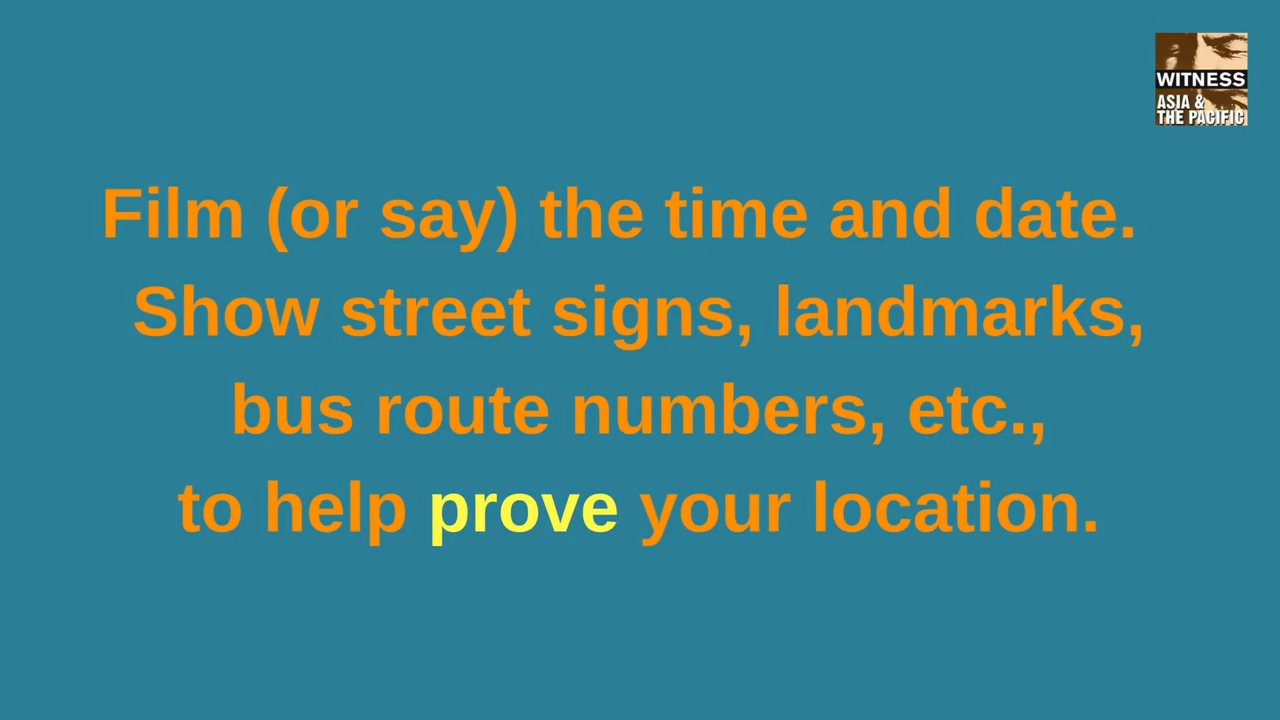 WITNESS
ASIA &
THE PACIFIC
Film (or say) the time and date.
Show street signs, landmarks,
bus route numbers, etc.,
to help prove your location.